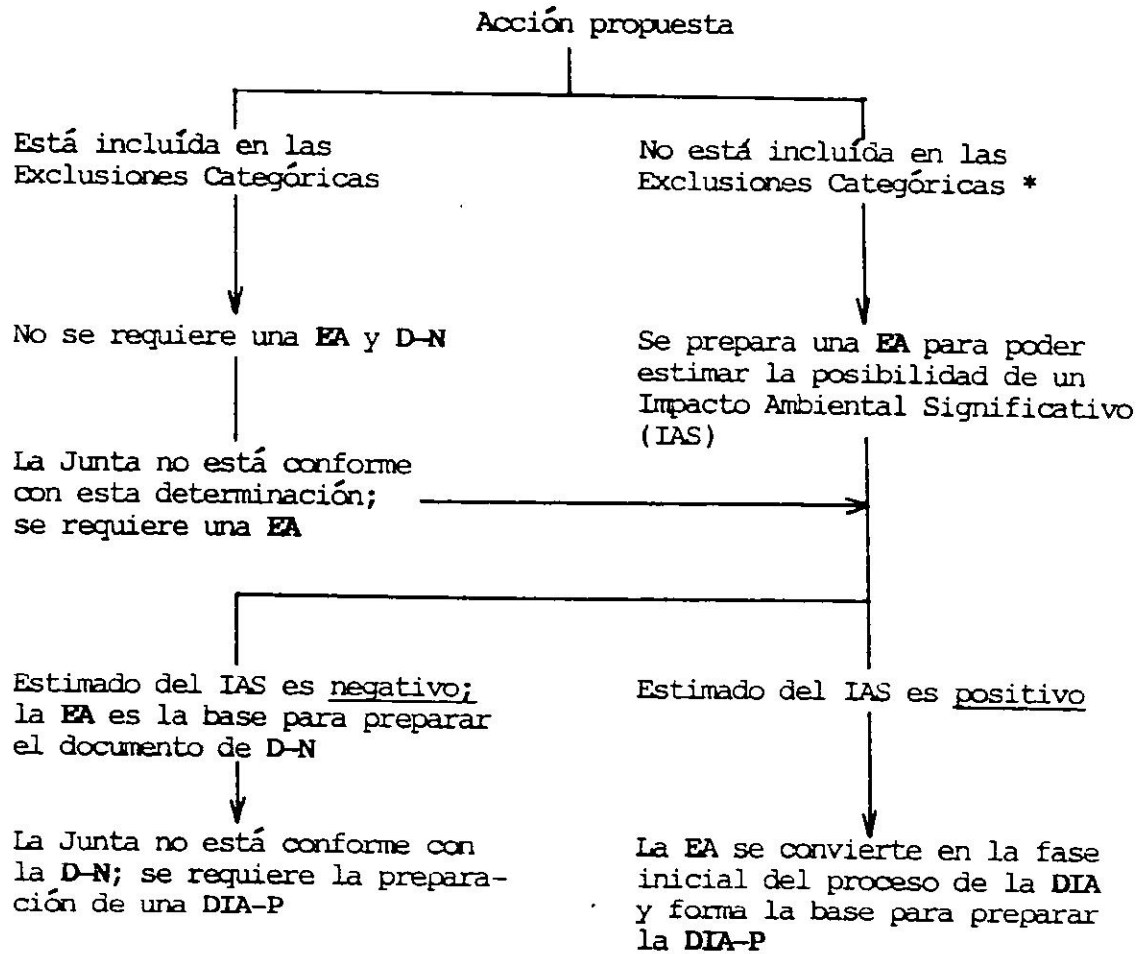 Acción propuesta
Está incluída en las
Exclusiones Categóricas
No está incluída en las
Exclusiones Categóricas *
No se requiere una EA y D-N
Se prepara una EA para poder
estimar la posibilidad de un
Impacto Ambiental Significativo
(IAS)
La Junta no está conforme
con esta determinación;
se requiere una EA
Estimado del IAS es negativo;
la EA es la base para preparar
el documento de D-N
Estimado del IAS es positivo
La Junta no está conforme con
la D-N; se requiere la prepara-
ción de una DIA-P
La EA se convierte en la fase
inicial del proceso de la DIA
y forma la base para preparar
la DIA-P